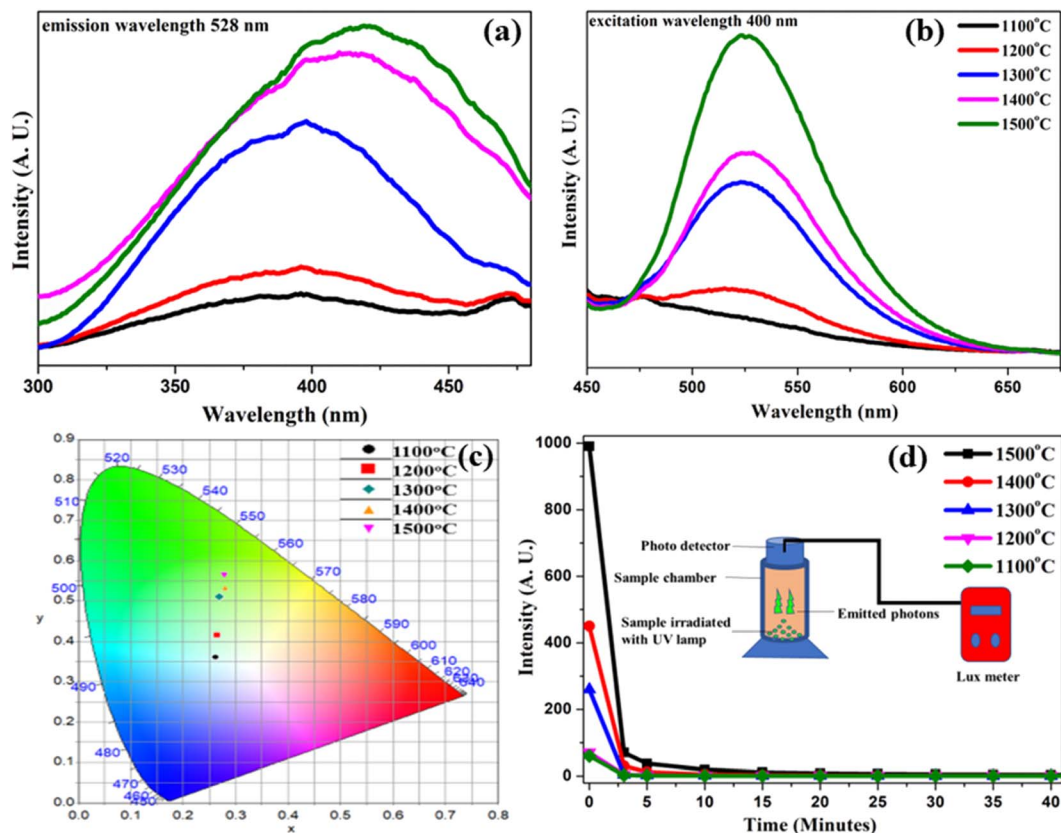 emission wavelength 528 nm
(a)
Intensity (A. U.)
300
350
400
450
Wavelength (nm)
excitation wavelength 400 nm
(b)
1100°C
1200°C
1300°C
1400°C
1500°C
Intensity (A. U.)
450
500
550
600
650
Wavelength (nm)
(c)
1100°C
1200°C
1300°C
1400°C
1500°C
0.9
0.8
0.7
0.6
0.5
0.4
0.3
0.2
0.1
0.0
y
0.0
0.1
0.2
0.3
0.4
0.5
0.6
0.7
0.8
x
520
530
540
550
560
570
580
590
600
610
620
640
510
500
490
480
470
460
(d)
1500°C
1400°C
1300°C
1200°C
1100°C
Intensity (A. U.)
1000
800
600
400
200
0
Photo detector
Sample chamber
Emitted photons
Sample irradiated
with UV lamp
Lux meter
0
5
10
15
20
25
30
35
40
Time (Minutes)